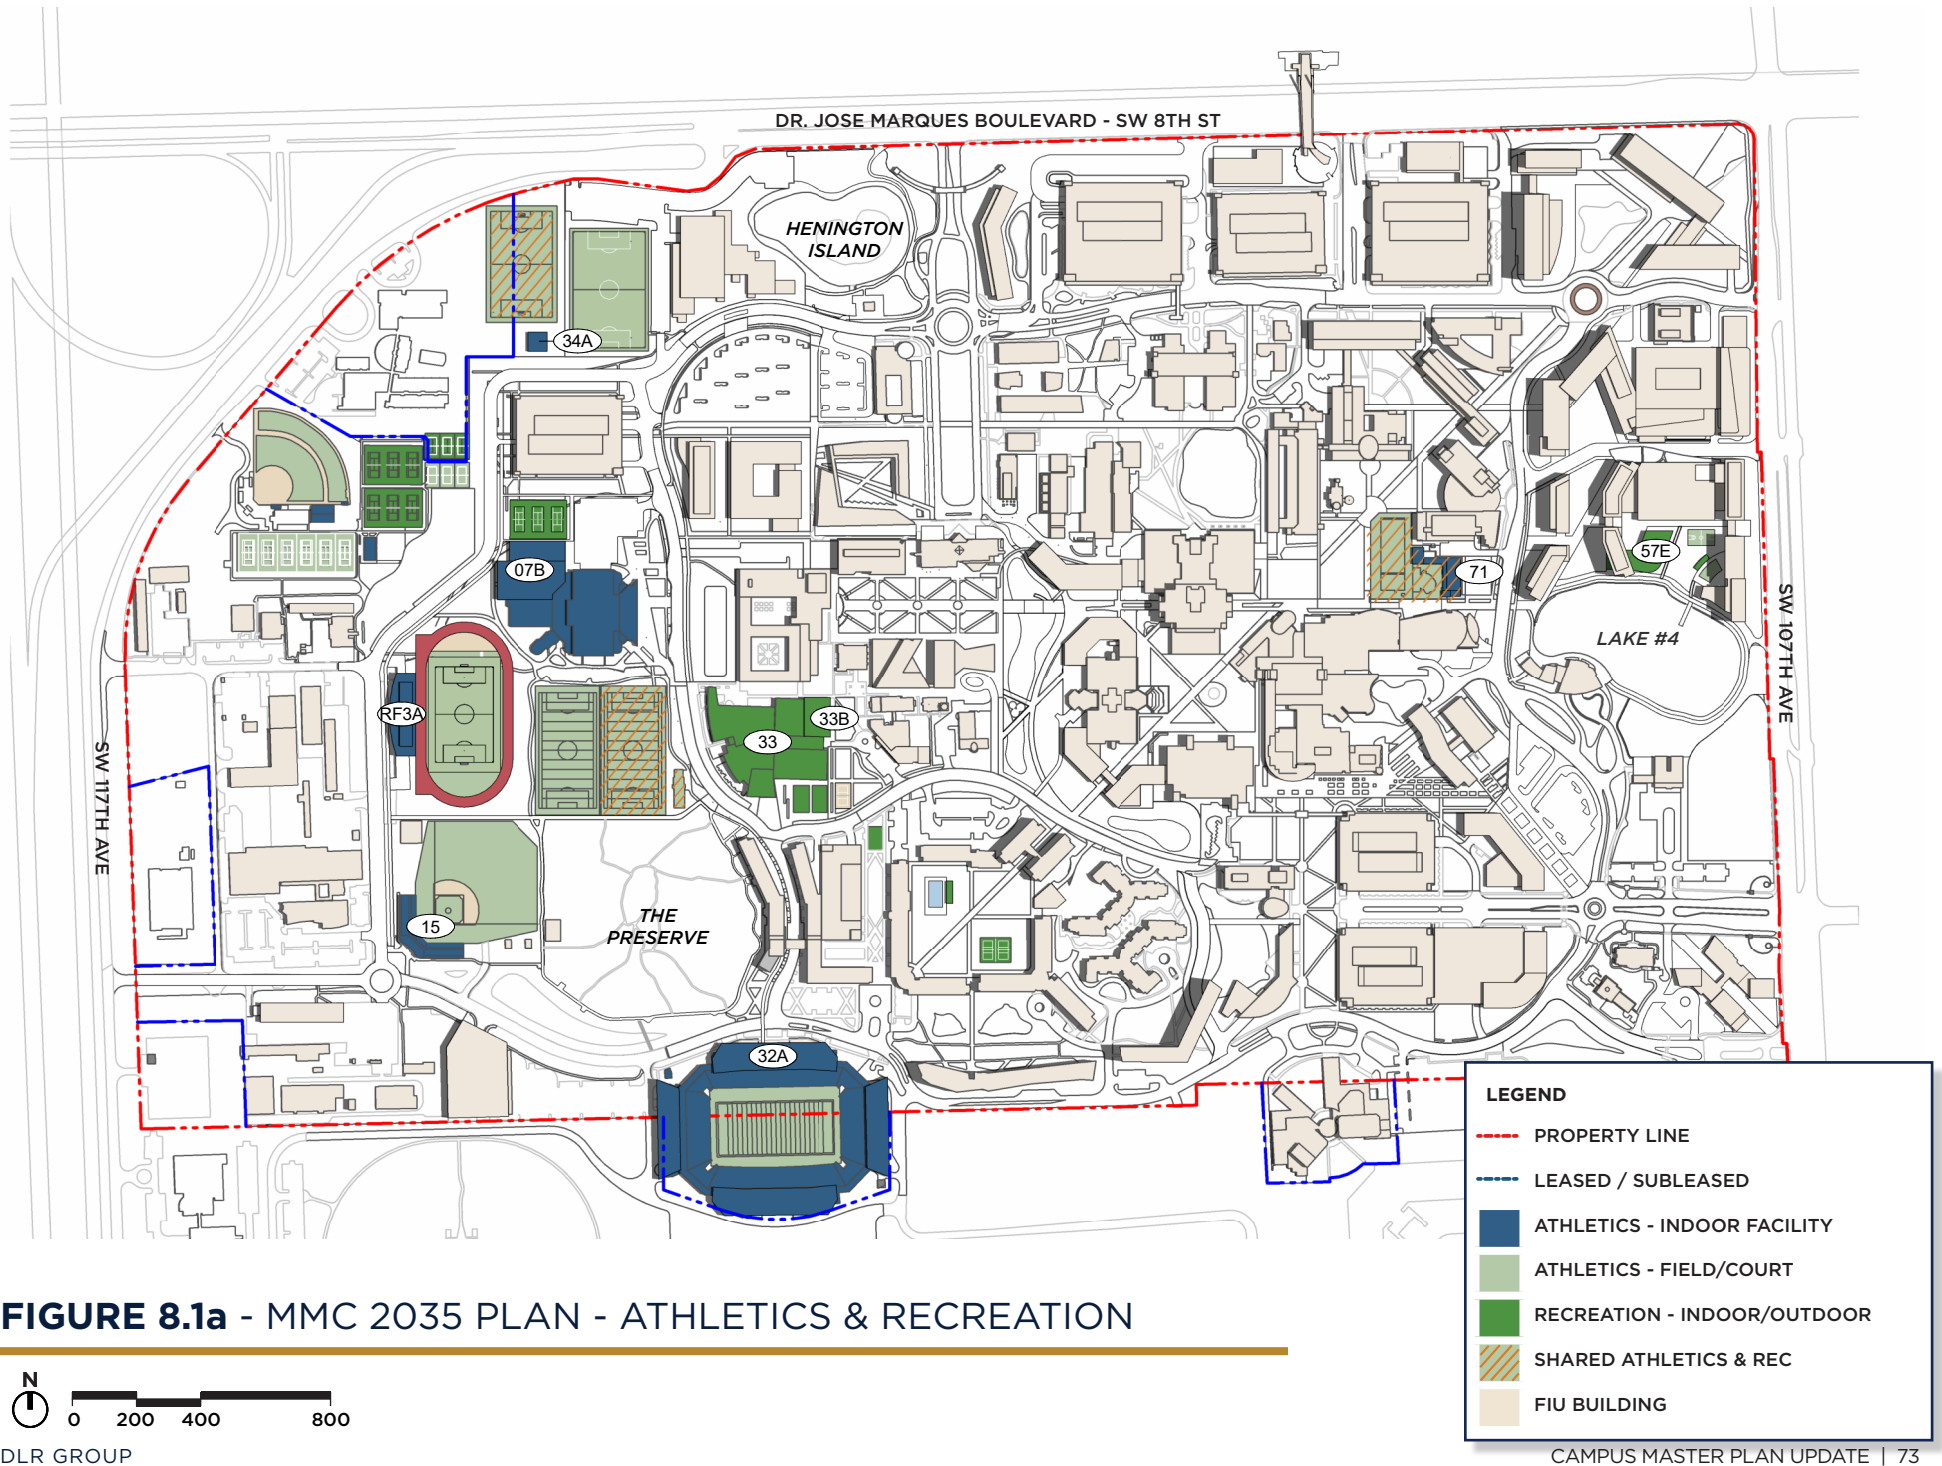 DR. JOSE MARQUES BOULEVARD - SW 8TH ST
HENINGTON
ISLAND
34A
07B
57E
71
LAKE #4
SW 107TH AVE
RF3A
33B
33
SW 117TH AVE
15
THE
PRESERVE
32A
LEGEND
PROPERTY LINE
LEASED / SUBLEASED
ATHLETICS - INDOOR FACILITY
ATHLETICS - FIELD/COURT
RECREATION - INDOOR/OUTDOOR
SHARED ATHLETICS & REC
FIU BUILDING
FIGURE 8.1a - MMC 2035 PLAN - ATHLETICS & RECREATION
N
0 200 400 800
DLR GROUP
CAMPUS MASTER PLAN UPDATE | 73